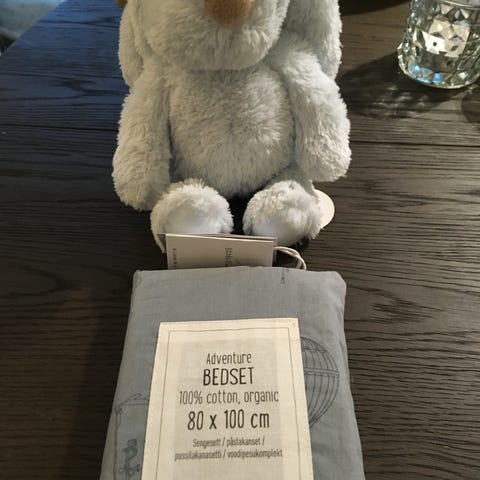 Adventure
BEDSET
100% cotton, organic
80 x 100 cm
Sengesett / påslakanset /
pussilakanasetti / voodipesukomplekt